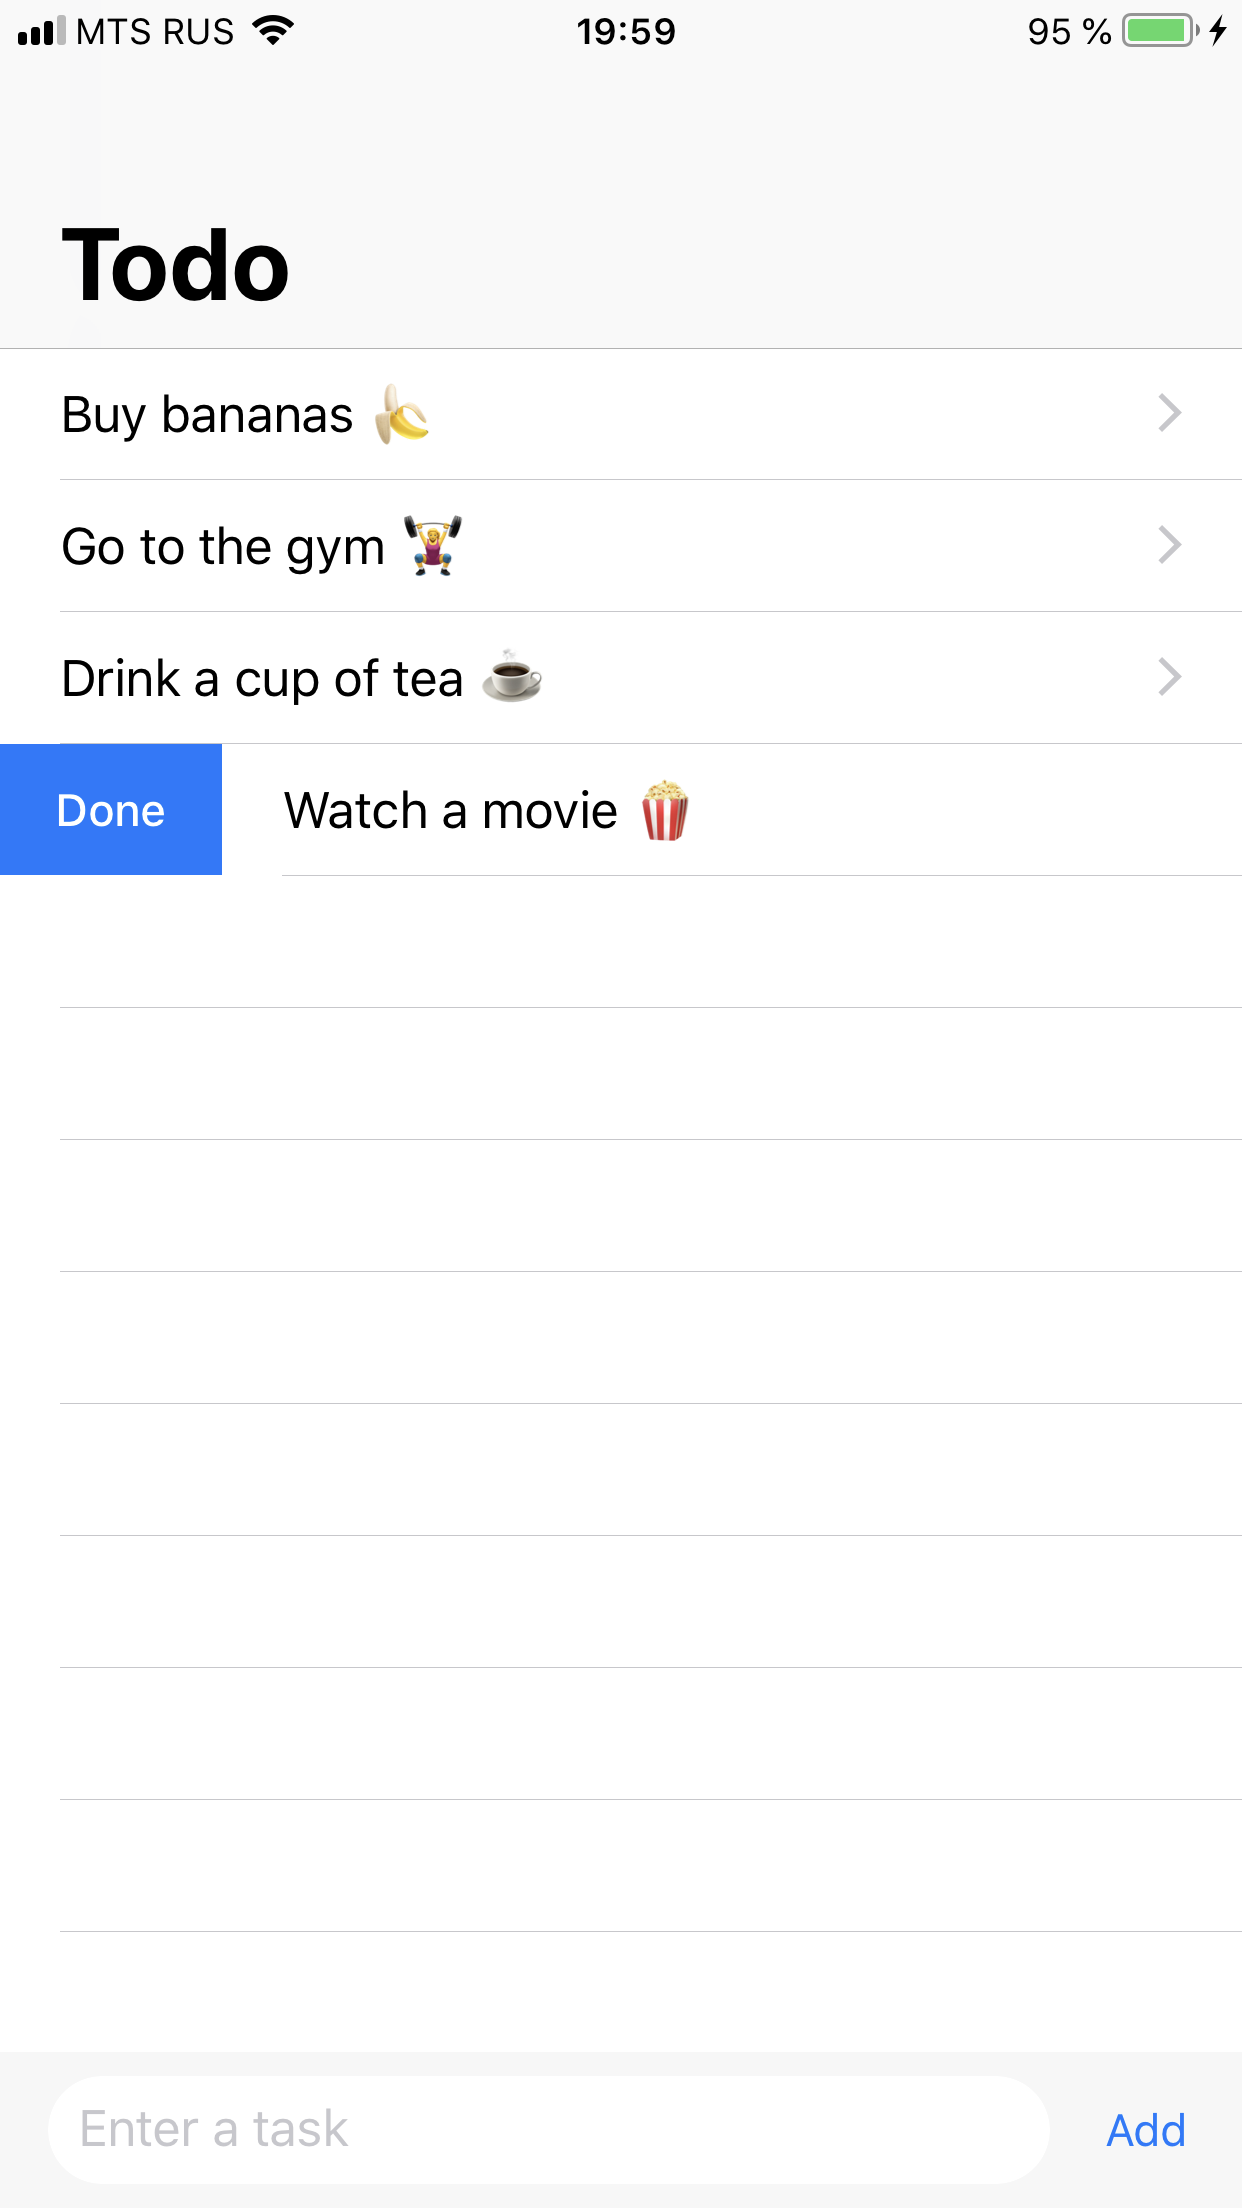 MTS RUS 19:59 95 %
Todo
Buy bananas 🍌
Go to the gym 🏋️‍♀️
Drink a cup of tea ☕
Done Watch a movie 🍿
Enter a task Add